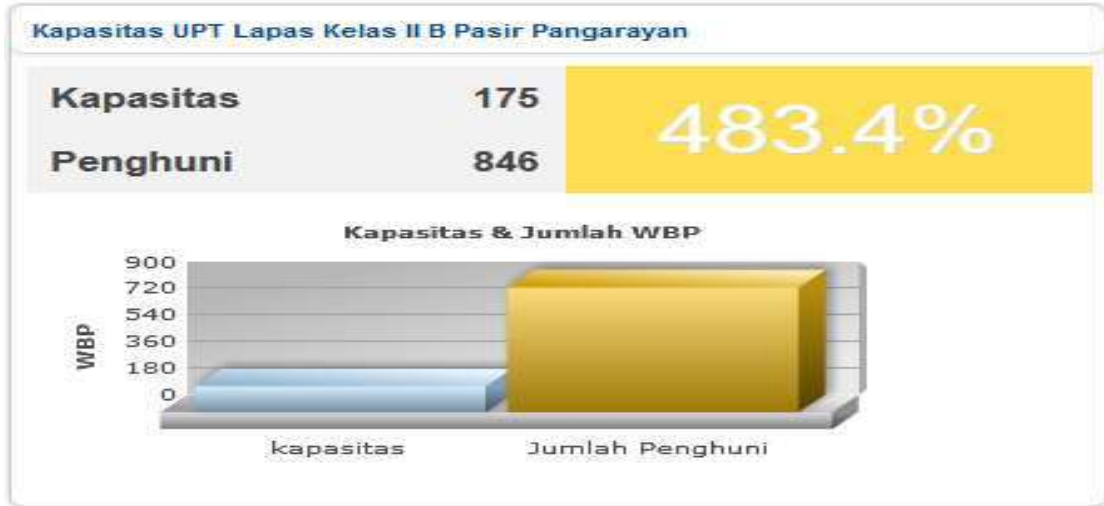 Kapasitas UPT Lapas Kelas II B Pasir Pangarayan
Kapasitas 175
483.4%
Penghuni 846
Kapasitas & Jumlah WBP
900
720
540
360
180
0
WBP
kapasitas Jumlah Penghuni